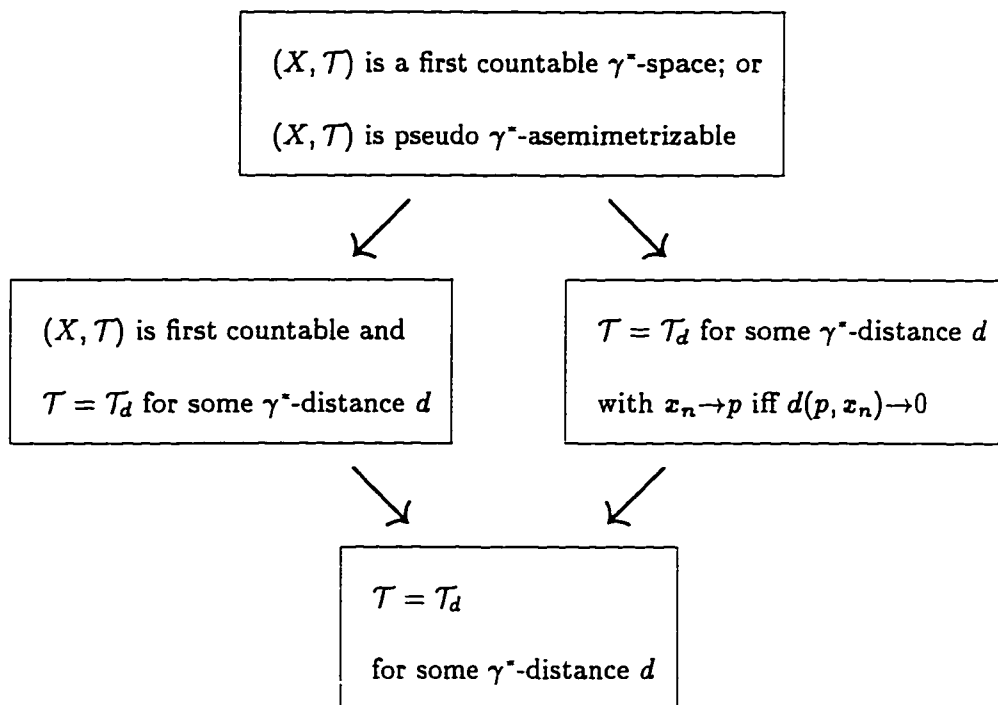 (X, 𝒯) is a first countable γ*-space; or
(X, 𝒯) is pseudo γ*-asemimetrizable
(X, 𝒯) is first countable and
𝒯 = 𝒯_d for some γ*-distance d
𝒯 = 𝒯_d for some γ*-distance d
with x_n→p iff d(p, x_n)→0
𝒯 = 𝒯_d
for some γ*-distance d